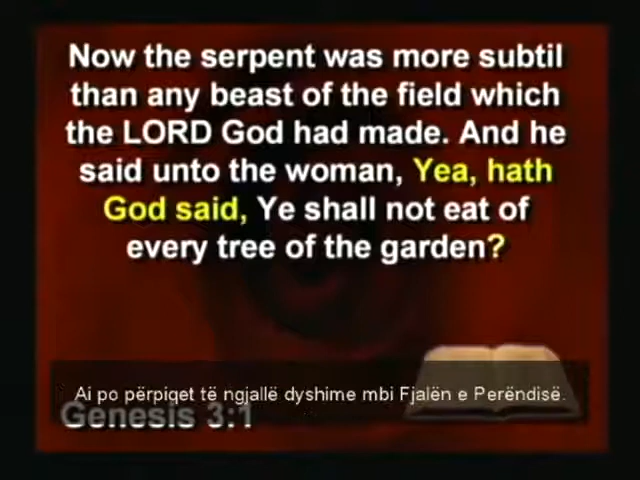 Now the serpent was more subtil
than any beast of the field which
the LORD God had made. And he
said unto the woman, Yea, hath
God said, Ye shall not eat of
every tree of the garden?
Ai po përpiqet të ngjallë dyshime mbi Fjalën e Perëndisë.
Genesis 3:1